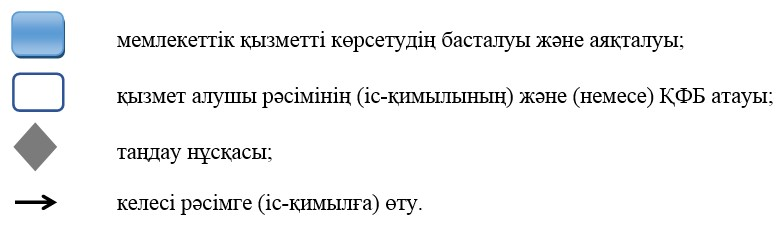 мемлекеттік қызметті көрсетудің басталуы және аяқталуы;
қызмет алушы рәсімінің (іс-қимылының) және (немесе) ҚФБ атауы;
таңдау нұсқасы;
келесі рәсімге (іс-қимылға) өту.